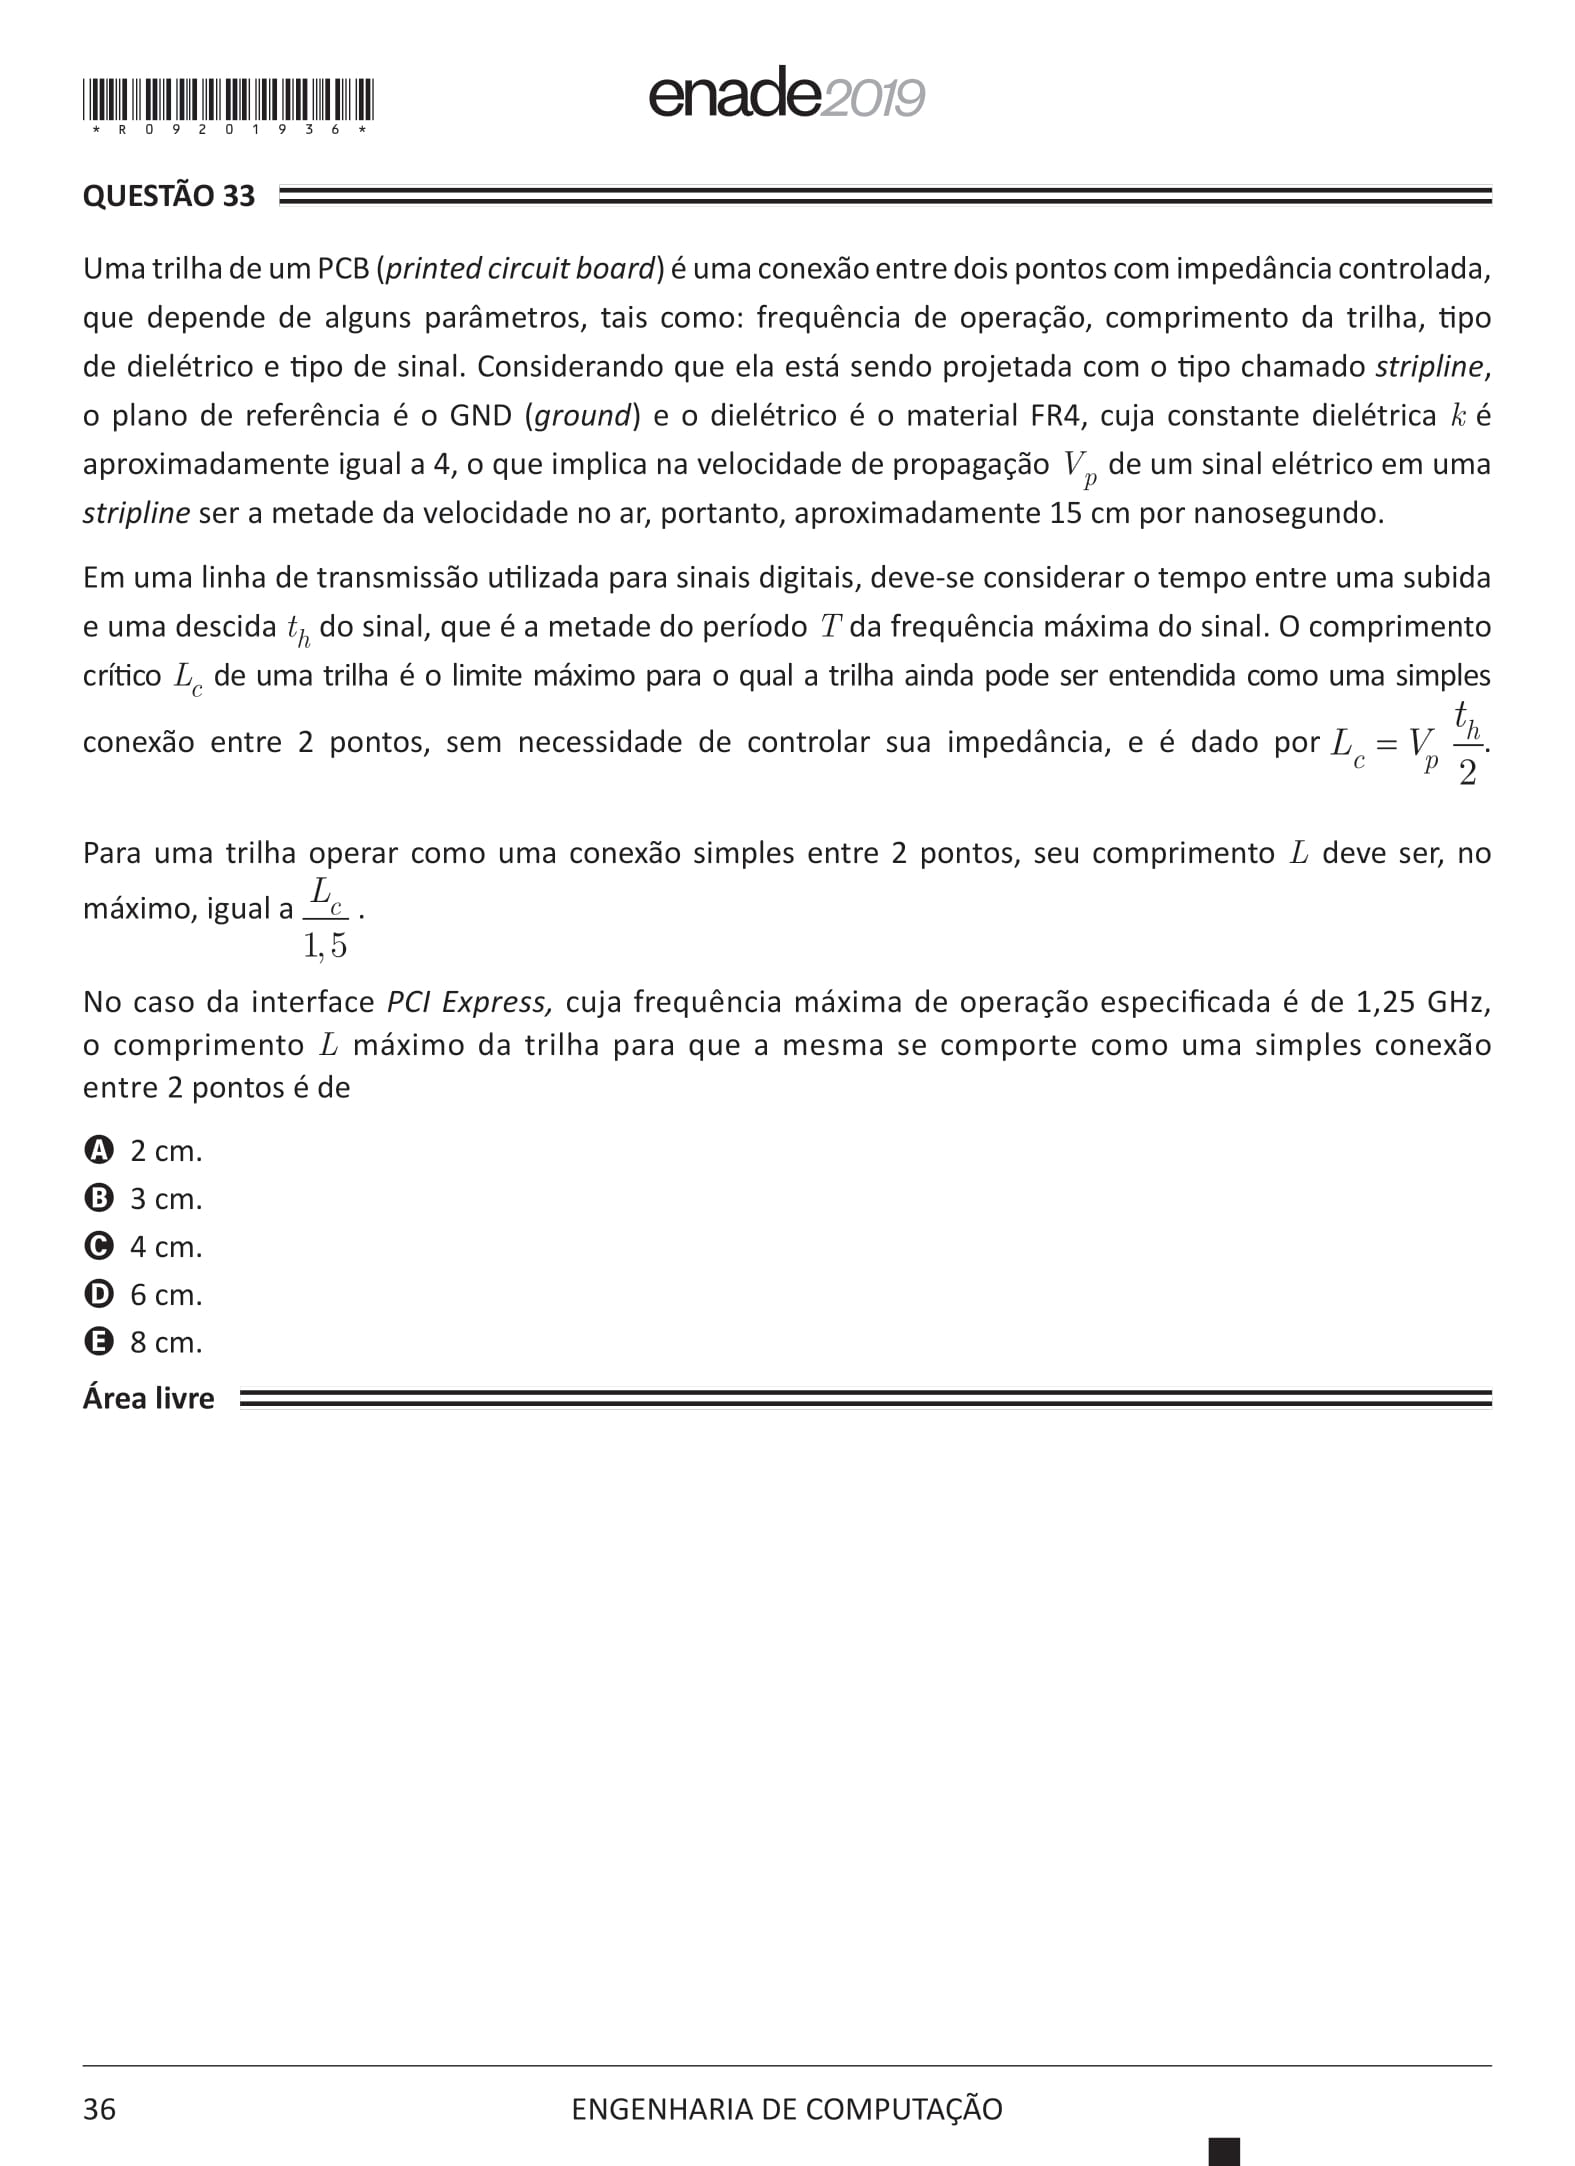 *R09201936*
enade2019
QUESTÃO 33
Uma trilha de um PCB (printed circuit board) é uma conexão entre dois pontos com impedância controlada,
que depende de alguns parâmetros, tais como: frequência de operação, comprimento da trilha, tipo
de dielétrico e tipo de sinal. Considerando que ela está sendo projetada com o tipo chamado stripline,
o plano de referência é o GND (ground) e o dielétrico é o material FR4, cuja constante dielétrica k é
aproximadamente igual a 4, o que implica na velocidade de propagação V_p de um sinal elétrico em uma
stripline ser a metade da velocidade no ar, portanto, aproximadamente 15 cm por nanosegundo.
Em uma linha de transmissão utilizada para sinais digitais, deve-se considerar o tempo entre uma subida
e uma descida t_h do sinal, que é a metade do período T da frequência máxima do sinal. O comprimento
crítico L_c de uma trilha é o limite máximo para o qual a trilha ainda pode ser entendida como uma simples
conexão entre 2 pontos, sem necessidade de controlar sua impedância, e é dado por L_c = V_p t_h/2.
Para uma trilha operar como uma conexão simples entre 2 pontos, seu comprimento L deve ser, no
máximo, igual a L_c/1,5.
No caso da interface PCI Express, cuja frequência máxima de operação especificada é de 1,25 GHz,
o comprimento L máximo da trilha para que a mesma se comporte como uma simples conexão
entre 2 pontos é de
A 2 cm.
B 3 cm.
C 4 cm.
D 6 cm.
E 8 cm.
Área livre
36
ENGENHARIA DE COMPUTAÇÃO